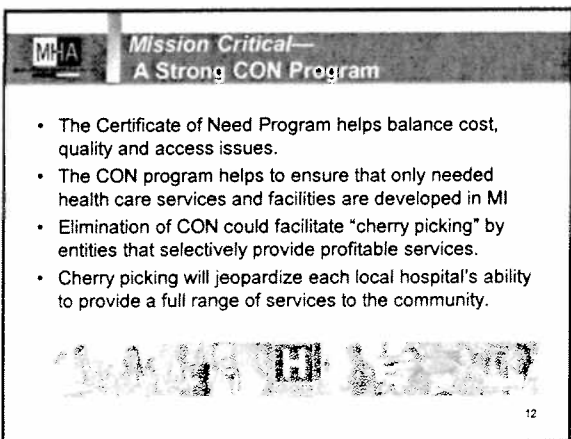 MHA
Mission Critical—
A Strong CON Program
• The Certificate of Need Program helps balance cost,
quality and access issues.
• The CON program helps to ensure that only needed
health care services and facilities are developed in MI
• Elimination of CON could facilitate "cherry picking" by
entities that selectively provide profitable services.
• Cherry picking will jeopardize each local hospital's ability
to provide a full range of services to the community.
H
12